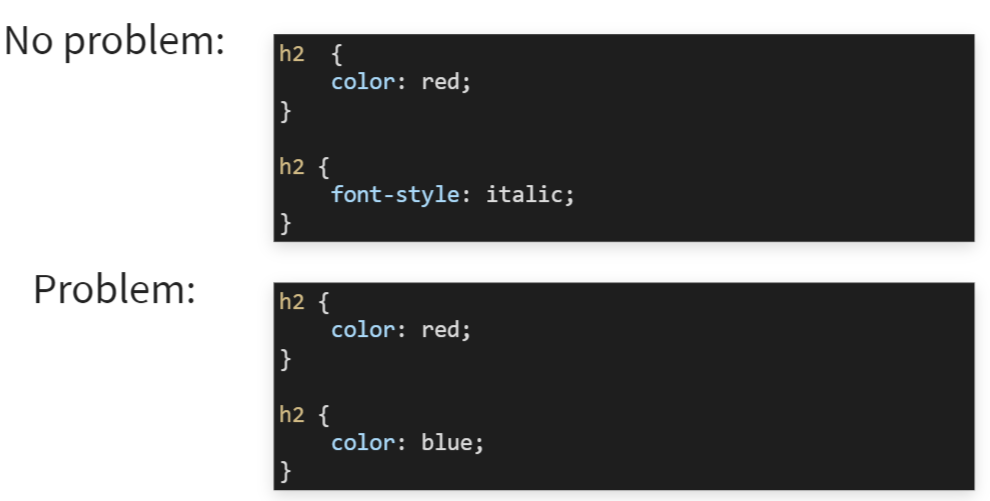 No problem:
h2  {
    color: red;
}

h2 {
    font-style: italic;
}
Problem:
h2 {
    color: red;
}

h2 {
    color: blue;
}